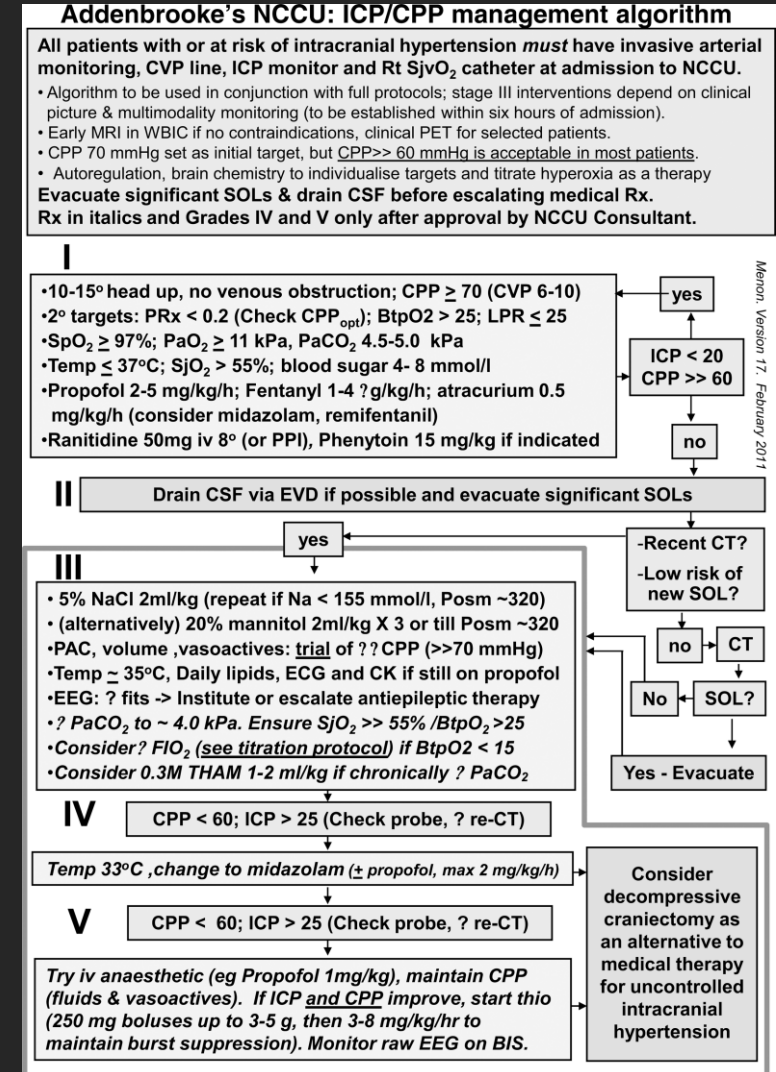 Addenbrooke's NCCU: ICP/CPP management algorithm
All patients with or at risk of intracranial hypertension must have invasive arterial
monitoring, CVP line, ICP monitor and Rt SjvO₂ catheter at admission to NCCU.
• Algorithm to be used in conjunction with full protocols; stage III interventions depend on clinical
picture & multimodality monitoring (to be established within six hours of admission).
• Early MRI in WBIC if no contraindications, clinical PET for selected patients.
• CPP 70 mmHg set as initial target, but CPP>> 60 mmHg is acceptable in most patients.
• Autoregulation, brain chemistry to individualise targets and titrate hyperoxia as a therapy
Evacuate significant SOLs & drain CSF before escalating medical Rx.
Rx in italics and Grades IV and V only after approval by NCCU Consultant.
I
•10-15º head up, no venous obstruction; CPP ≥ 70 (CVP 6-10)
•2º targets: PRx < 0.2 (Check CPPopt); BtpO2 > 25; LPR ≤ 25
•SpO₂ ≥ 97%; PaO₂ ≥ 11 kPa, PaCO₂ 4.5-5.0 kPa
•Temp ≤ 37ºC; SjO₂ > 55%; blood sugar 4- 8 mmol/l
•Propofol 2-5 mg/kg/h; Fentanyl 1-4 ?g/kg/h; atracurium 0.5
mg/kg/h (consider midazolam, remifentanil)
•Ranitidine 50mg iv 8º (or PPI), Phenytoin 15 mg/kg if indicated
yes
ICP < 20
CPP >> 60
no
Menon. Version 17. February 2011
II
Drain CSF via EVD if possible and evacuate significant SOLs
yes
-Recent CT?
-Low risk of
new SOL?
no
CT
No
SOL?
Yes - Evacuate
III
• 5% NaCl 2ml/kg (repeat if Na < 155 mmol/l, Posm ~320)
• (alternatively) 20% mannitol 2ml/kg X 3 or till Posm ~320
•PAC, volume ,vasoactives: trial of ??CPP (>>70 mmHg)
•Temp ~ 35ºC, Daily lipids, ECG and CK if still on propofol
•EEG: ? fits -> Institute or escalate antiepileptic therapy
•? PaCO₂ to ~ 4.0 kPa. Ensure SjO₂ >> 55% /BtpO₂ >25
•Consider? FIO₂ (see titration protocol) if BtpO2 < 15
•Consider 0.3M THAM 1-2 ml/kg if chronically ? PaCO₂
IV
CPP < 60; ICP > 25 (Check probe, ? re-CT)
Temp 33ºC ,change to midazolam (± propofol, max 2 mg/kg/h)
V
CPP < 60; ICP > 25 (Check probe, ? re-CT)
Try iv anaesthetic (eg Propofol 1mg/kg), maintain CPP
(fluids & vasoactives). If ICP and CPP improve, start thio
(250 mg boluses up to 3-5 g, then 3-8 mg/kg/hr to
maintain burst suppression). Monitor raw EEG on BIS.
Consider
decompressive
craniectomy as
an alternative to
medical therapy
for uncontrolled
intracranial
hypertension